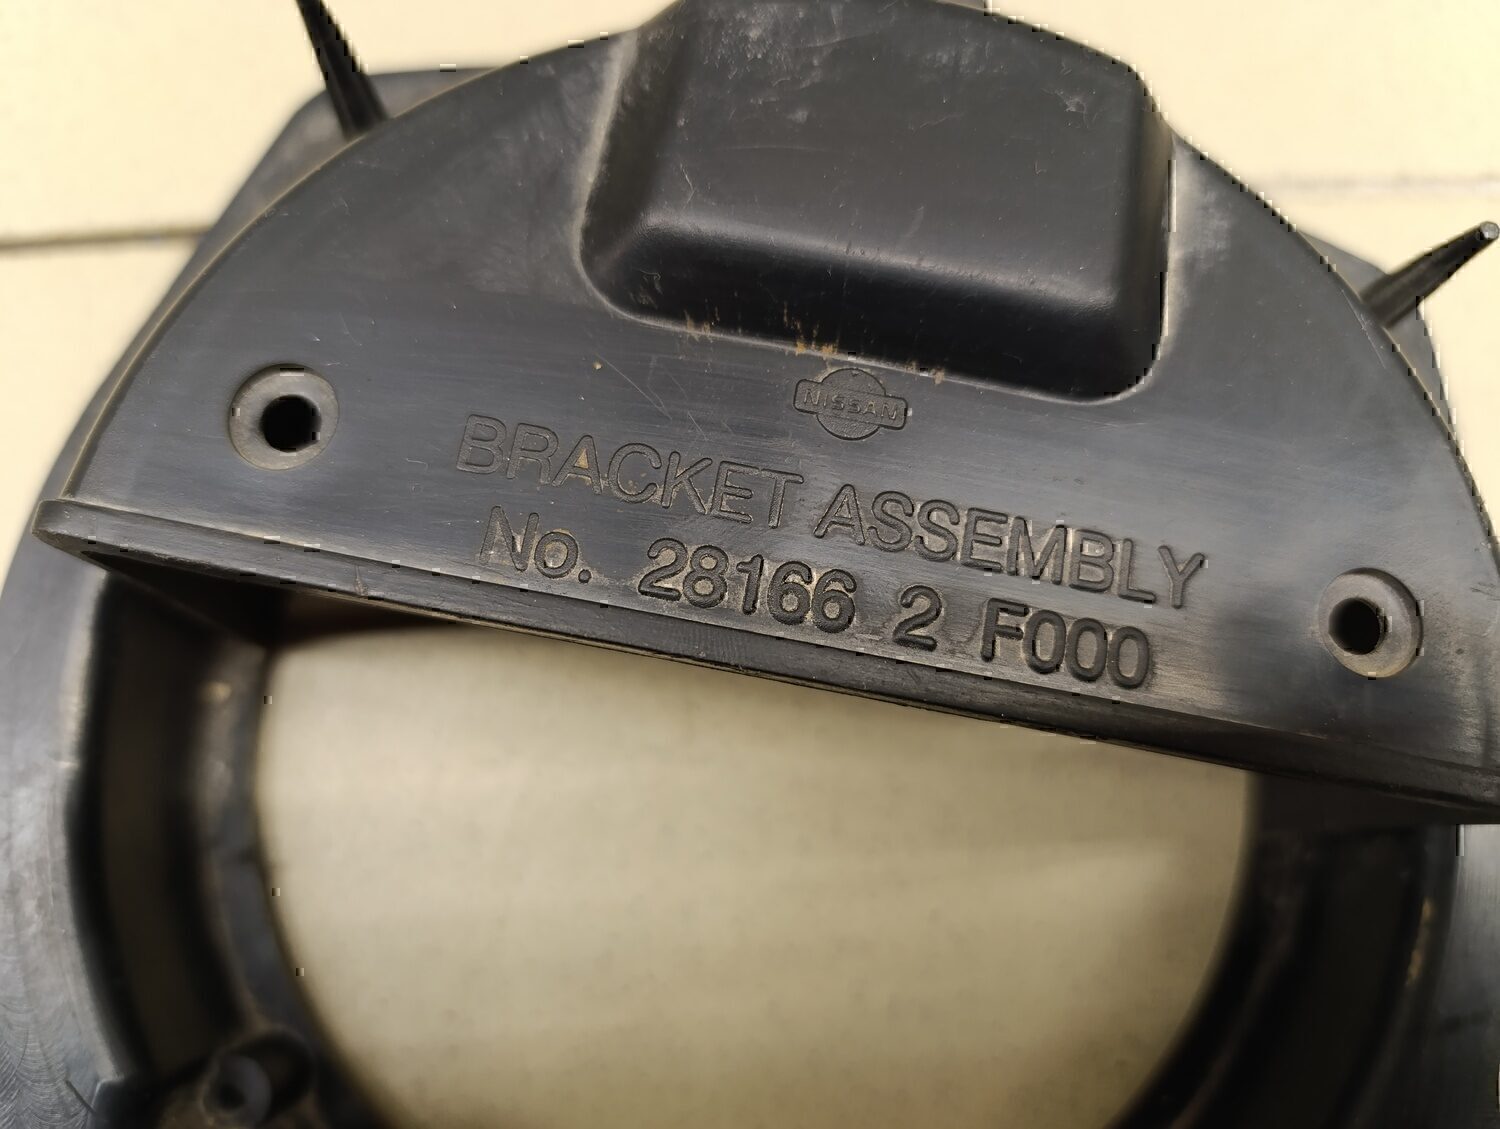 NISSAN
BRACKET ASSEMBLY
No. 28166 2 F000